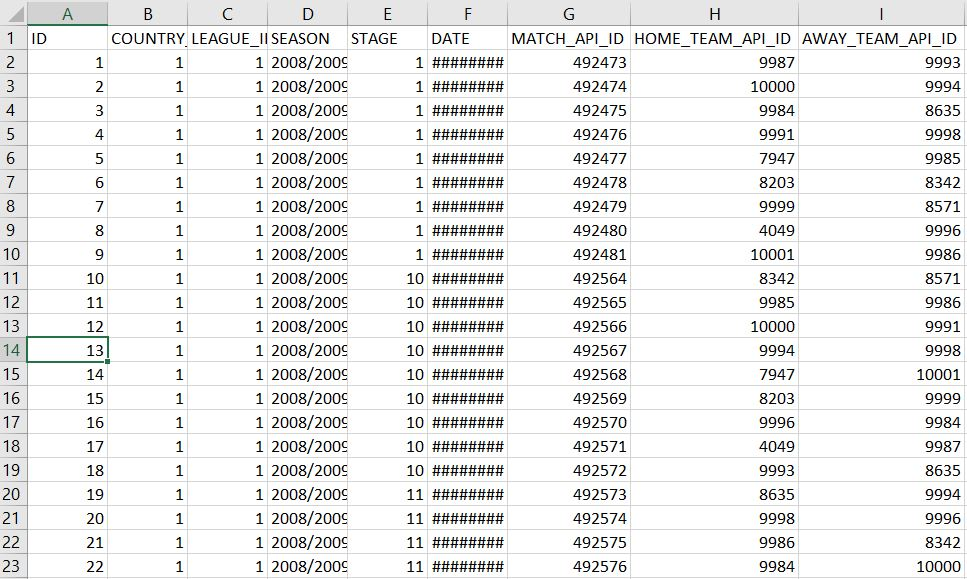 A B C D E F G H I
1 ID COUNTRY_ LEAGUE_I SEASON STAGE DATE MATCH_API_ID HOME_TEAM_API_ID AWAY_TEAM_API_ID
2 1 1 1 2008/2009 1 ######## 492473 9987 9993
3 2 1 1 2008/2009 1 ######## 492474 10000 9994
4 3 1 1 2008/2009 1 ######## 492475 9984 8635
5 4 1 1 2008/2009 1 ######## 492476 9991 9998
6 5 1 1 2008/2009 1 ######## 492477 7947 9985
7 6 1 1 2008/2009 1 ######## 492478 8203 8342
8 7 1 1 2008/2009 1 ######## 492479 9999 8571
9 8 1 1 2008/2009 1 ######## 492480 4049 9996
10 9 1 1 2008/2009 1 ######## 492481 10001 9986
11 10 1 1 2008/2009 10 ######## 492564 8342 8571
12 11 1 1 2008/2009 10 ######## 492565 9985 9986
13 12 1 1 2008/2009 10 ######## 492566 10000 9991
14 13 1 1 2008/2009 10 ######## 492567 9994 9998
15 14 1 1 2008/2009 10 ######## 492568 7947 10001
16 15 1 1 2008/2009 10 ######## 492569 8203 9999
17 16 1 1 2008/2009 10 ######## 492570 9996 9984
18 17 1 1 2008/2009 10 ######## 492571 4049 9987
19 18 1 1 2008/2009 10 ######## 492572 9993 8635
20 19 1 1 2008/2009 11 ######## 492573 8635 9994
21 20 1 1 2008/2009 11 ######## 492574 9998 9996
22 21 1 1 2008/2009 11 ######## 492575 9986 8342
23 22 1 1 2008/2009 11 ######## 492576 9984 10000